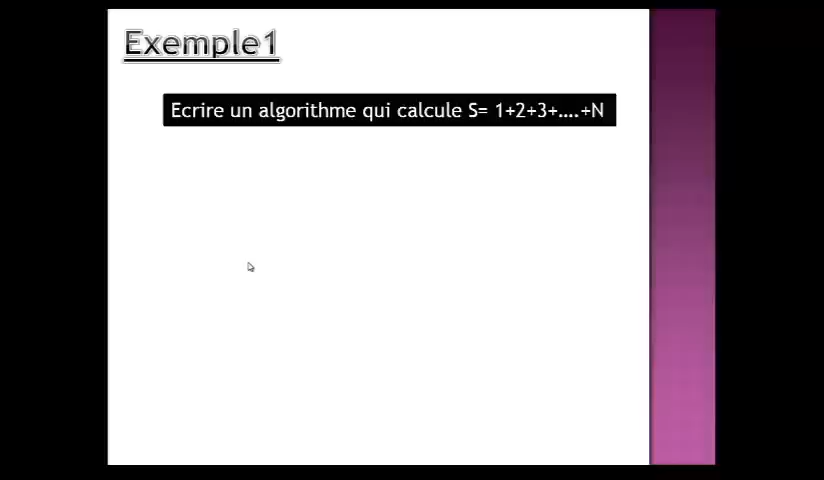 Exemple1
Ecrire un algorithme qui calcule S= 1+2+3+....+N